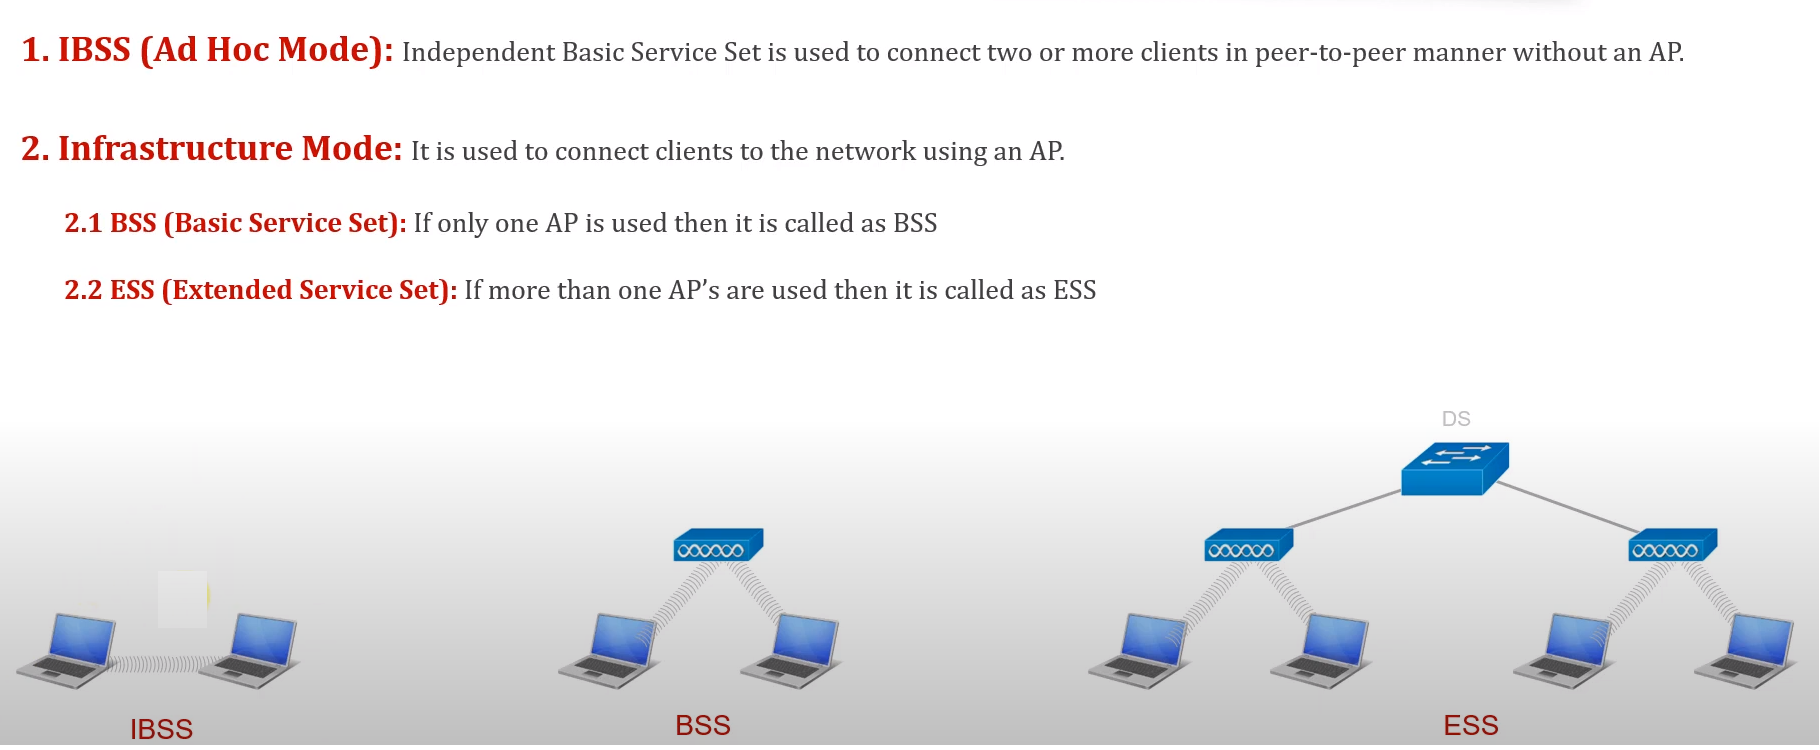 1. IBSS (Ad Hoc Mode): Independent Basic Service Set is used to connect two or more clients in peer-to-peer manner without an AP.
2. Infrastructure Mode: It is used to connect clients to the network using an AP.
2.1 BSS (Basic Service Set): If only one AP is used then it is called as BSS
2.2 ESS (Extended Service Set): If more than one AP’s are used then it is called as ESS
DS
IBSS
BSS
ESS